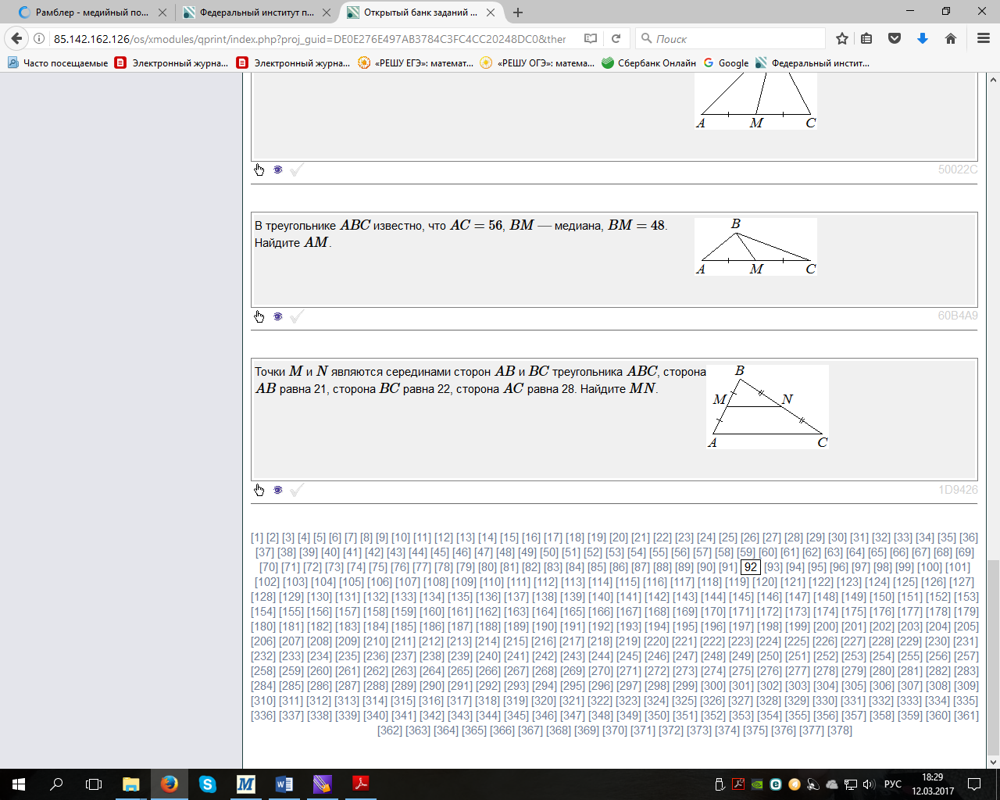 Рамблер - медийный по...
Федеральный институт п...
Открытый банк заданий ...
85.142.162.126/os/xmodules/qprint/index.php?proj_guid=DE0E276E497AB3784C3FC4CC20248DC0&ther
Поиск
Часто посещаемые
Электронный журна...
Электронный журна...
«РЕШУ ЕГЭ»: математ...
«РЕШУ ОГЭ»: матема...
Сбербанк Онлайн
Google
Федеральный инстит...
A M C
50022C
В треугольнике ABC известно, что AC = 56, BM — медиана, BM = 48.
Найдите AM.
B
A M C
60B4A9
Точки M и N являются серединами сторон AB и BC треугольника ABC, сторона
AB равна 21, сторона BC равна 22, сторона AC равна 28. Найдите MN.
B
M N
A C
1D9426
[1] [2] [3] [4] [5] [6] [7] [8] [9] [10] [11] [12] [13] [14] [15] [16] [17] [18] [19] [20] [21] [22] [23] [24] [25] [26] [27] [28] [29] [30] [31] [32] [33] [34] [35] [36]
[37] [38] [39] [40] [41] [42] [43] [44] [45] [46] [47] [48] [49] [50] [51] [52] [53] [54] [55] [56] [57] [58] [59] [60] [61] [62] [63] [64] [65] [66] [67] [68] [69]
[70] [71] [72] [73] [74] [75] [76] [77] [78] [79] [80] [81] [82] [83] [84] [85] [86] [87] [88] [89] [90] [91] 92 [93] [94] [95] [96] [97] [98] [99] [100] [101]
[102] [103] [104] [105] [106] [107] [108] [109] [110] [111] [112] [113] [114] [115] [116] [117] [118] [119] [120] [121] [122] [123] [124] [125] [126] [127]
[128] [129] [130] [131] [132] [133] [134] [135] [136] [137] [138] [139] [140] [141] [142] [143] [144] [145] [146] [147] [148] [149] [150] [151] [152] [153]
[154] [155] [156] [157] [158] [159] [160] [161] [162] [163] [164] [165] [166] [167] [168] [169] [170] [171] [172] [173] [174] [175] [176] [177] [178] [179]
[180] [181] [182] [183] [184] [185] [186] [187] [188] [189] [190] [191] [192] [193] [194] [195] [196] [197] [198] [199] [200] [201] [202] [203] [204] [205]
[206] [207] [208] [209] [210] [211] [212] [213] [214] [215] [216] [217] [218] [219] [220] [221] [222] [223] [224] [225] [226] [227] [228] [229] [230] [231]
[232] [233] [234] [235] [236] [237] [238] [239] [240] [241] [242] [243] [244] [245] [246] [247] [248] [249] [250] [251] [252] [253] [254] [255] [256] [257]
[258] [259] [260] [261] [262] [263] [264] [265] [266] [267] [268] [269] [270] [271] [272] [273] [274] [275] [276] [277] [278] [279] [280] [281] [282] [283]
[284] [285] [286] [287] [288] [289] [290] [291] [292] [293] [294] [295] [296] [297] [298] [299] [300] [301] [302] [303] [304] [305] [306] [307] [308] [309]
[310] [311] [312] [313] [314] [315] [316] [317] [318] [319] [320] [321] [322] [323] [324] [325] [326] [327] [328] [329] [330] [331] [332] [333] [334] [335]
[336] [337] [338] [339] [340] [341] [342] [343] [344] [345] [346] [347] [348] [349] [350] [351] [352] [353] [354] [355] [356] [357] [358] [359] [360] [361]
[362] [363] [364] [365] [366] [367] [368] [369] [370] [371] [372] [373] [374] [375] [376] [377] [378]
РУС
18:29
12.03.2017